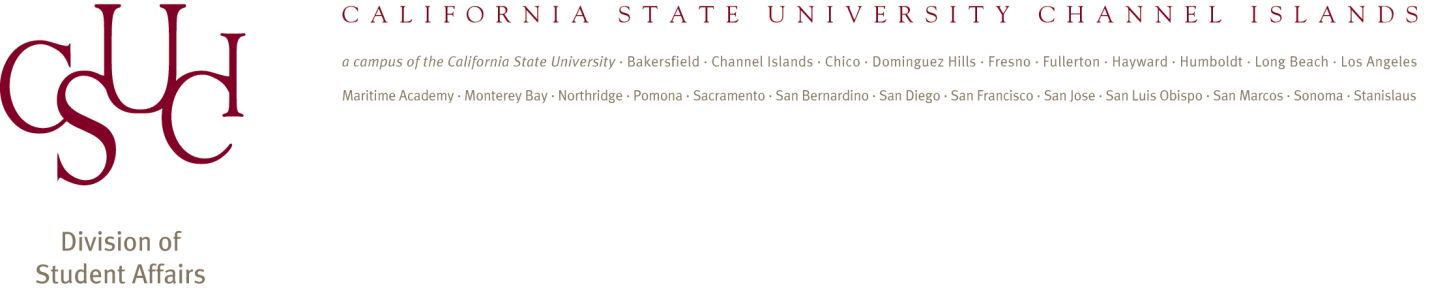 CSUCI
CALIFORNIA STATE UNIVERSITY CHANNEL ISLANDS
a campus of the California State University · Bakersfield · Channel Islands · Chico · Dominguez Hills · Fresno · Fullerton · Hayward · Humboldt · Long Beach · Los Angeles
Maritime Academy · Monterey Bay · Northridge · Pomona · Sacramento · San Bernardino · San Diego · San Francisco · San Jose · San Luis Obispo · San Marcos · Sonoma · Stanislaus
Division of
Student Affairs